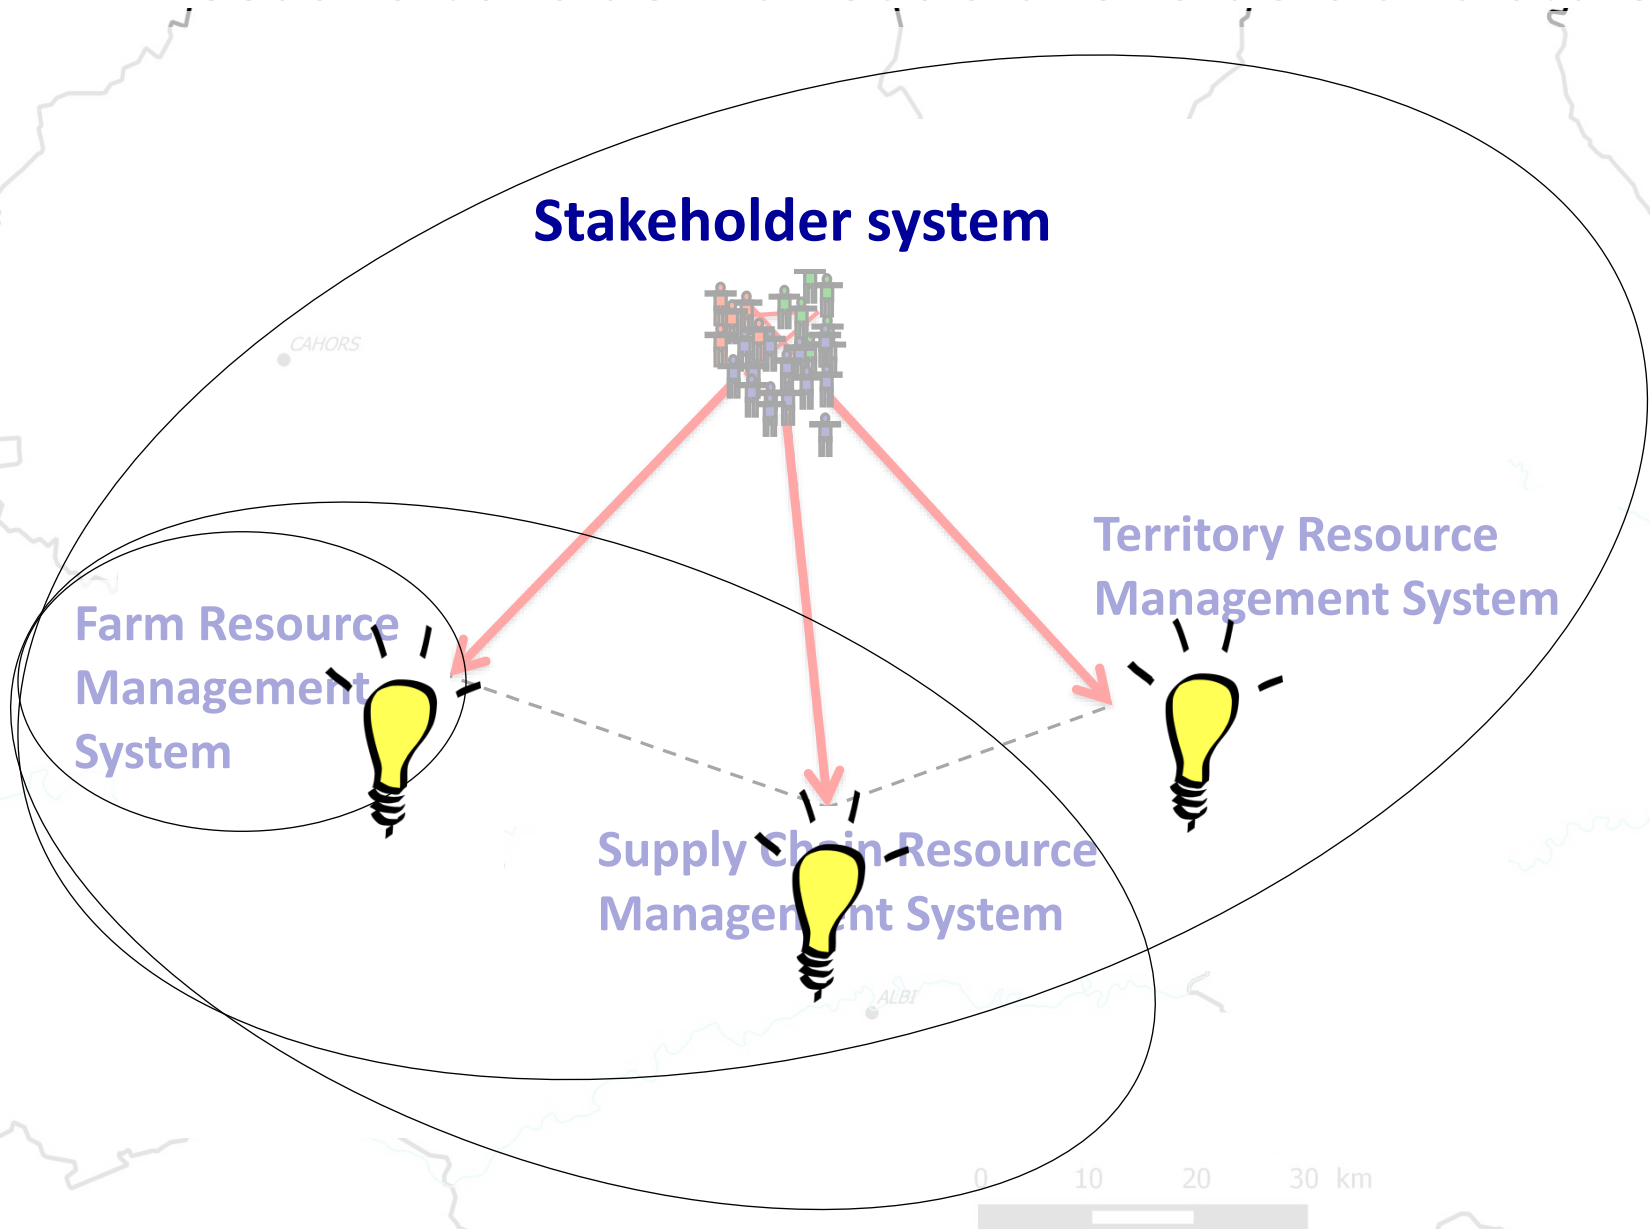 Stakeholder system
CAHORS
Territory Resource
Management System
Farm Resource
Management
System
Supply Chain Resource
Management System
ALBI
0 10 20 30 km